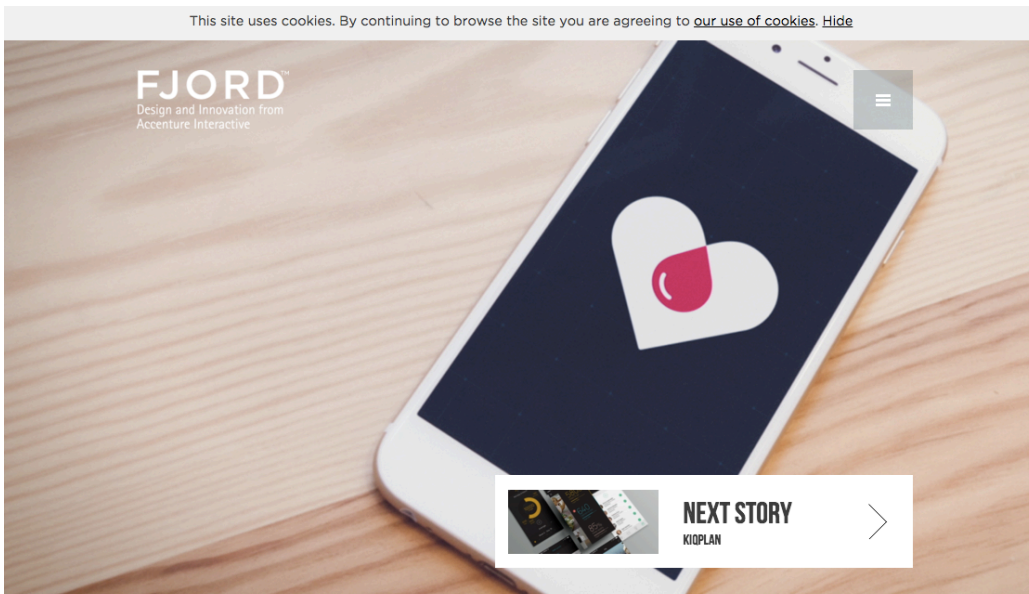 This site uses cookies. By continuing to browse the site you are agreeing to our use of cookies. Hide
FJORD™
Design and Innovation from
Accenture Interactive
NEXT STORY
KIQPLAN